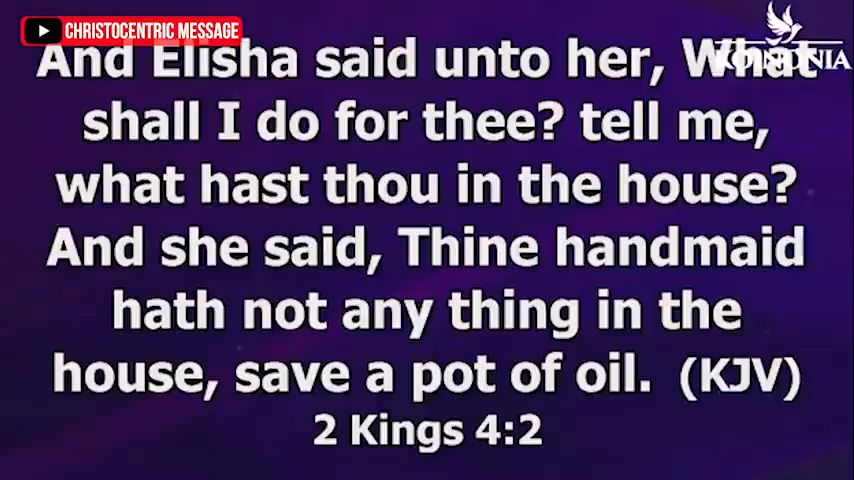 CHRISTOCENTRIC MESSAGE
KOINONIA
And Elisha said unto her, What
shall I do for thee? tell me,
what hast thou in the house?
And she said, Thine handmaid
hath not any thing in the
house, save a pot of oil. (KJV)
2 Kings 4:2